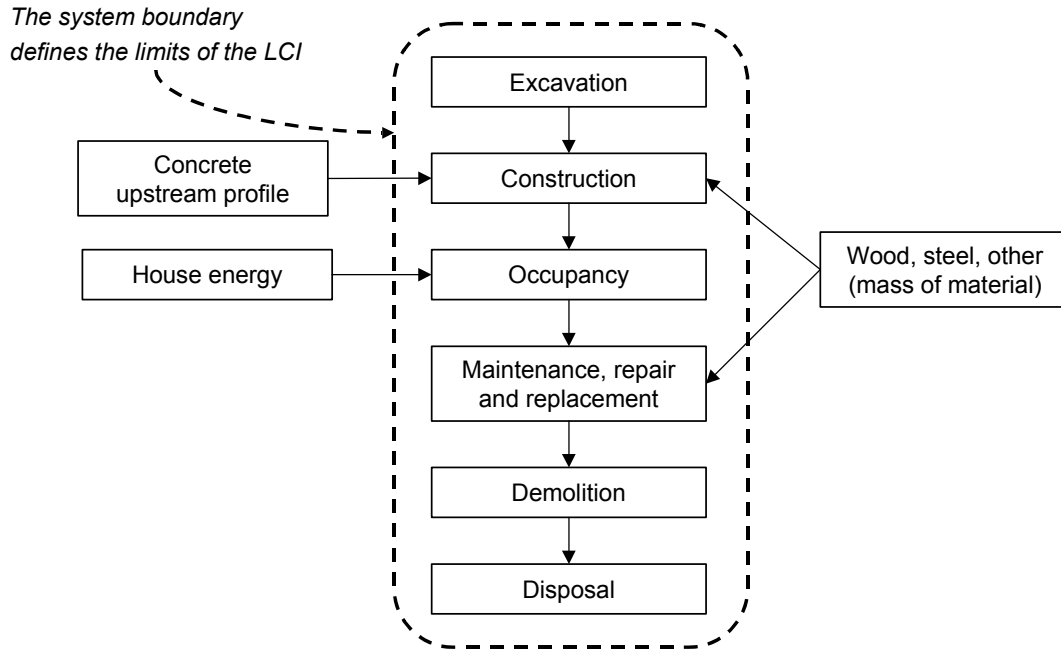 The system boundary
defines the limits of the LCI
Excavation
Concrete
upstream profile
Construction
House energy
Occupancy
Wood, steel, other
(mass of material)
Maintenance, repair
and replacement
Demolition
Disposal